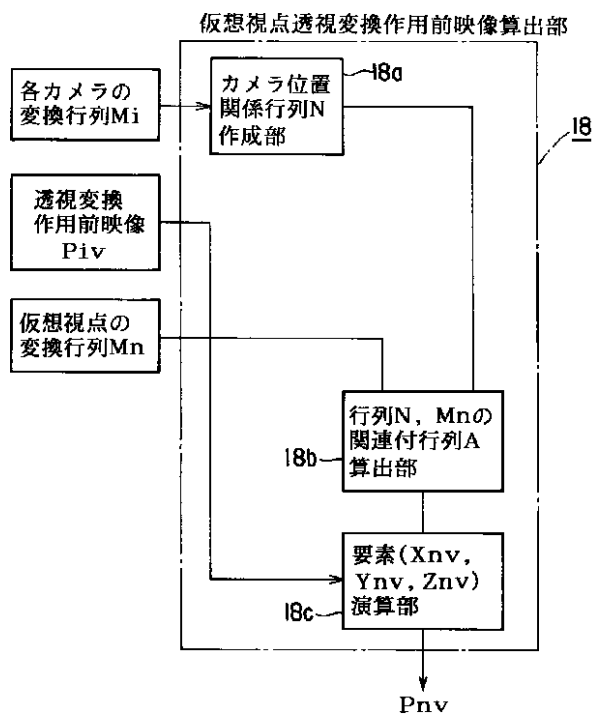 仮想視点透視変換作用前映像算出部
各カメラの
変換行列Mi
カメラ位置
関係行列N
作成部
18a
18
透視変換
作用前映像
Piv
仮想視点の
変換行列Mn
行列N, Mnの
関連付行列A
算出部
18b
要素(Xnv,
Ynv, Znv)
演算部
18c
Pnv